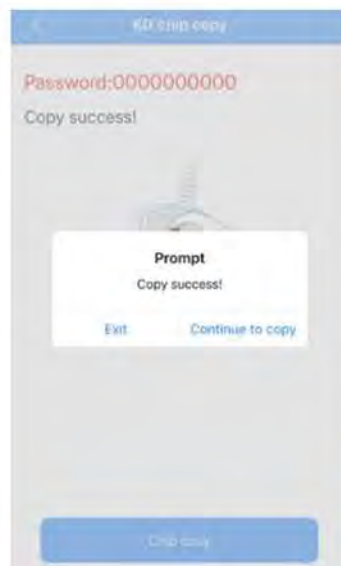 KD chip copy
Password:0000000000
Copy success!
Prompt
Copy success!
Exit
Continue to copy
Chip copy